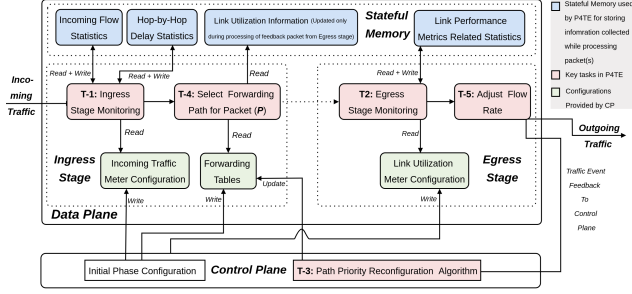 Incoming Flow
Statistics
Hop-by-Hop
Delay Statistics
Link Utilization Information (Updated only
during processing of feedback packet from Egress stage)
Stateful
Memory
Link Performance
Metrics Related Statistics
Stateful Memory used
by P4TE for storing
infomration collected
while processing
packet(s)
Key tasks in P4TE
Configurations
Provided by CP
Read + Write
Read + Write
Read
Read + Write
Inco-
ming
Traffic
T-1: Ingress
Stage Monitoring
T-4: Select Forwarding
Path for Packet (P)
T2: Egress
Stage Monitoring
T-5: Adjust Flow
Rate
Outgoing
Traffic
Read
Read
Read
Ingress
Stage
Incoming Traffic
Meter Configuration
Forwarding
Tables
Link Utilization
Meter Configuration
Egress
Stage
Update
Write
Write
Write
Traffic Event
Feedback
To
Control
Plane
Data Plane
Initial Phase Configuration
Control Plane
T-3: Path Priority Reconfiguration Algorithm